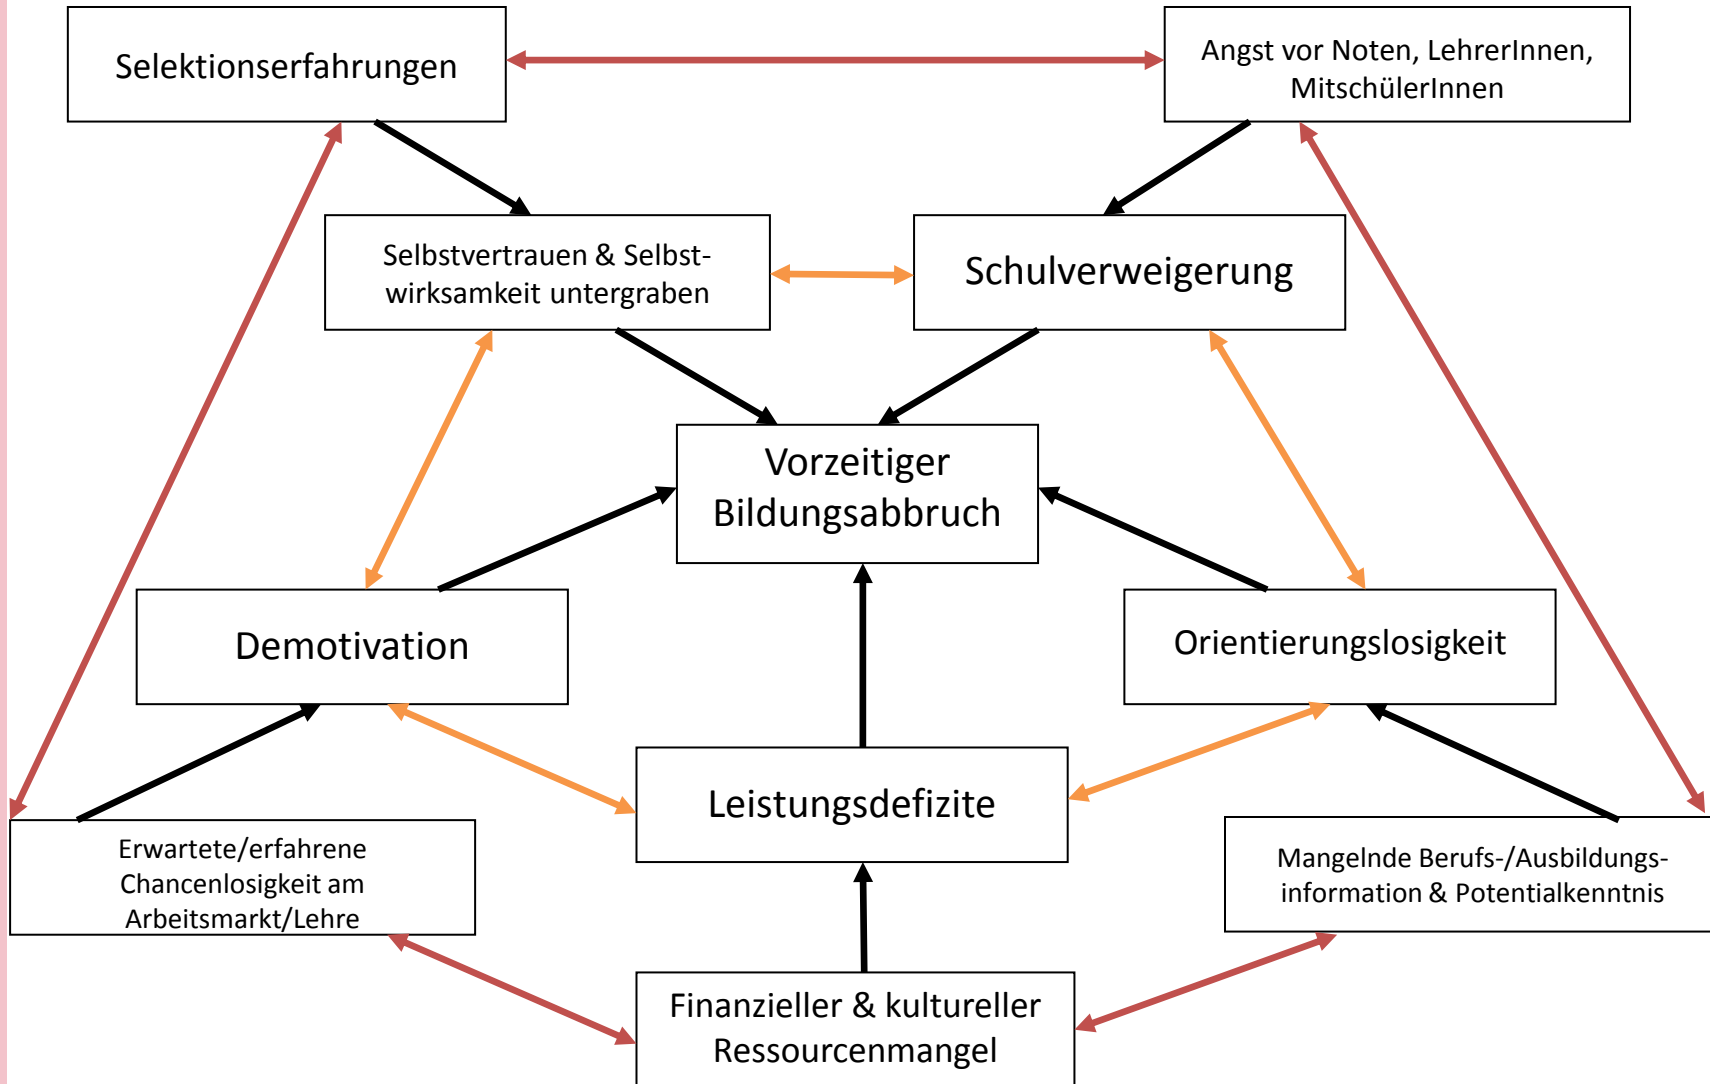 Selektionserfahrungen
Angst vor Noten, LehrerInnen,
MitschülerInnen
Selbstvertrauen & Selbst-
wirksamkeit untergraben
Schulverweigerung
Vorzeitiger
Bildungsabbruch
Demotivation
Orientierungslosigkeit
Leistungsdefizite
Erwartete/erfahrene
Chancenlosigkeit am
Arbeitsmarkt/Lehre
Mangelnde Berufs-/Ausbildungs-
information & Potentialkenntnis
Finanzieller & kultureller
Ressourcenmangel